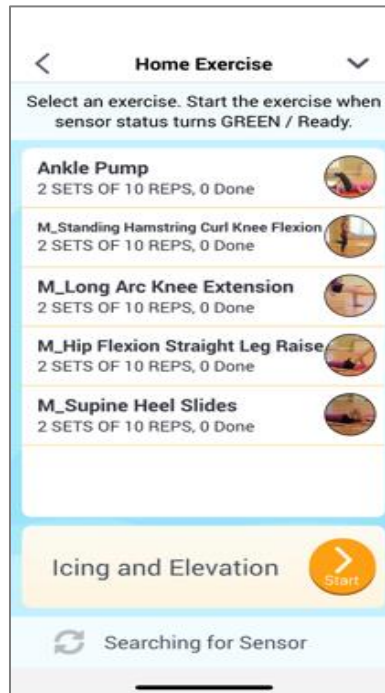 Home Exercise
Select an exercise. Start the exercise when
sensor status turns GREEN / Ready.
Ankle Pump
2 SETS OF 10 REPS, 0 Done
M_Standing Hamstring Curl Knee Flexion
2 SETS OF 10 REPS, 0 Done
M_Long Arc Knee Extension
2 SETS OF 10 REPS, 0 Done
M_Hip Flexion Straight Leg Raise
2 SETS OF 10 REPS, 0 Done
M_Supine Heel Slides
2 SETS OF 10 REPS, 0 Done
Icing and Elevation
Start
Searching for Sensor